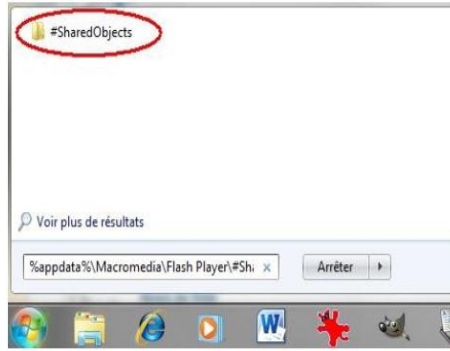 #SharedObjects
Voir plus de résultats
%appdata%\Macromedia\Flash Player\#Sha
Arrêter